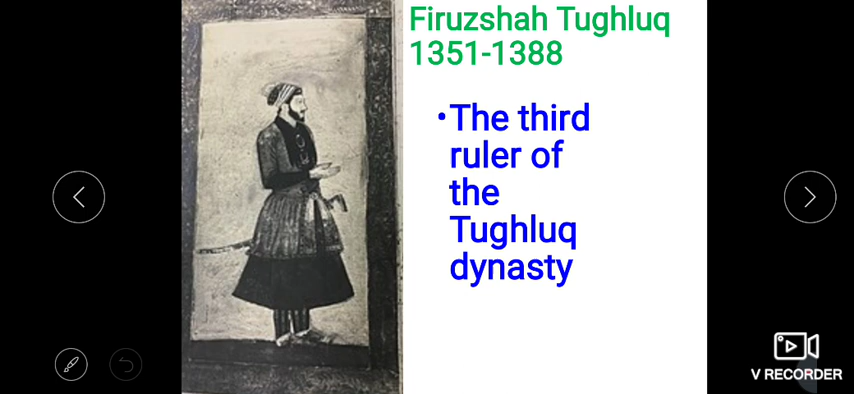 Firuzshah Tughluq
1351-1388
•The third
ruler of
the
Tughluq
dynasty
V RECORDER